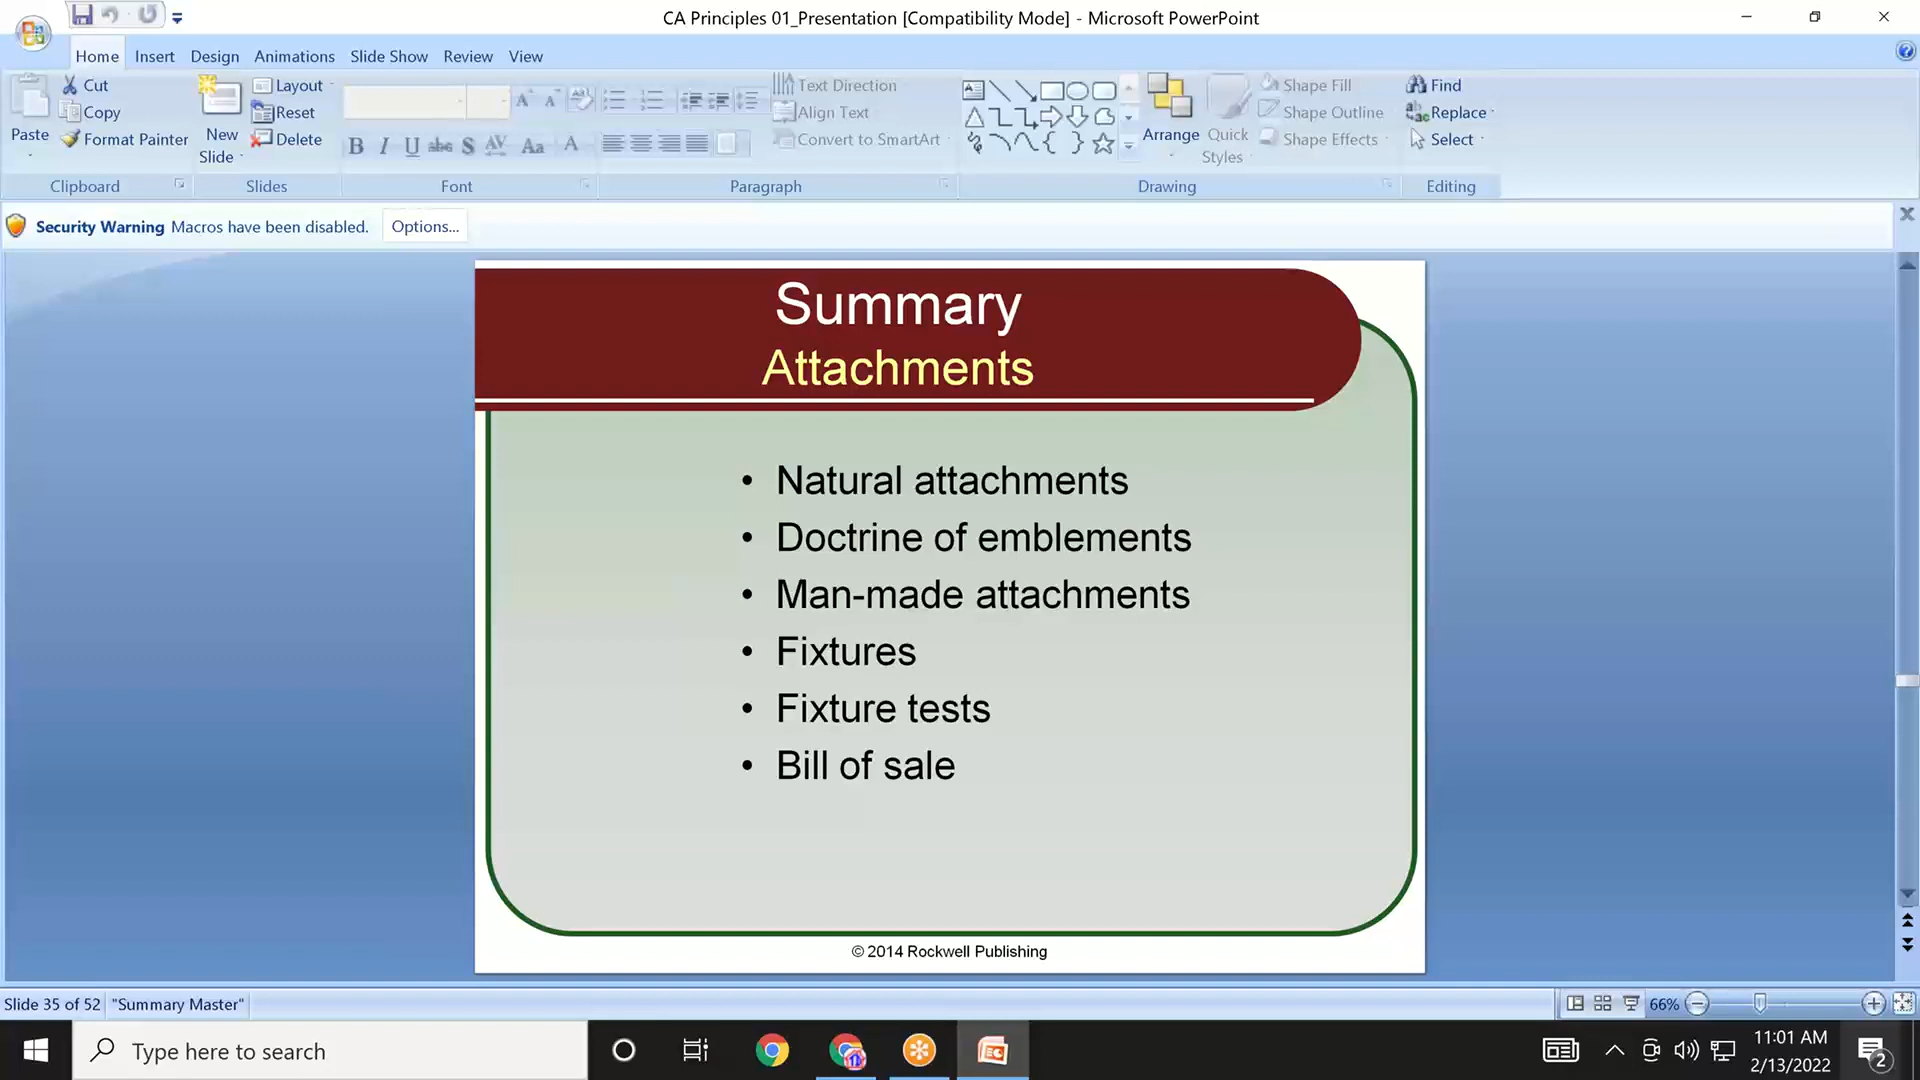 CA Principles 01_Presentation [Compatibility Mode] - Microsoft PowerPoint
Home Insert Design Animations Slide Show Review View
Paste
Cut
Copy
Format Painter
Clipboard
New
Slide
Layout
Reset
Delete
Slides
B I U abc S AV Aa A
Font
Text Direction
Align Text
Convert to SmartArt
Paragraph
Arrange
Quick
Styles
Shape Fill
Shape Outline
Shape Effects
Drawing
Find
Replace
Select
Editing
Security Warning Macros have been disabled. Options...
Summary
Attachments
• Natural attachments
• Doctrine of emblements
• Man-made attachments
• Fixtures
• Fixture tests
• Bill of sale
© 2014 Rockwell Publishing
Slide 35 of 52 "Summary Master" 66%
Type here to search
11:01 AM
2/13/2022
2